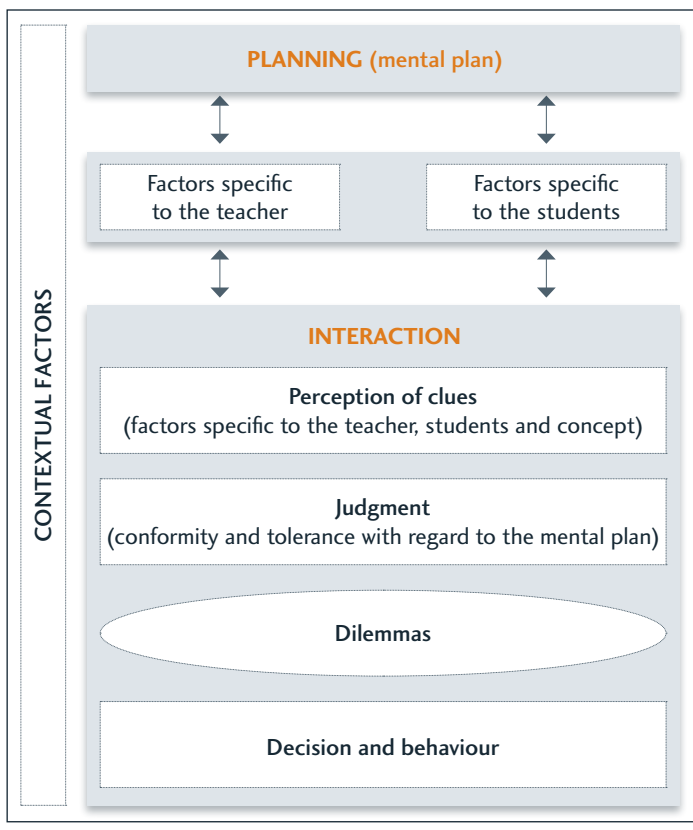 CONTEXTUAL FACTORS
PLANNING (mental plan)
Factors specific
to the teacher
Factors specific
to the students
INTERACTION
Perception of clues
(factors specific to the teacher, students and concept)
Judgment
(conformity and tolerance with regard to the mental plan)
Dilemmas
Decision and behaviour